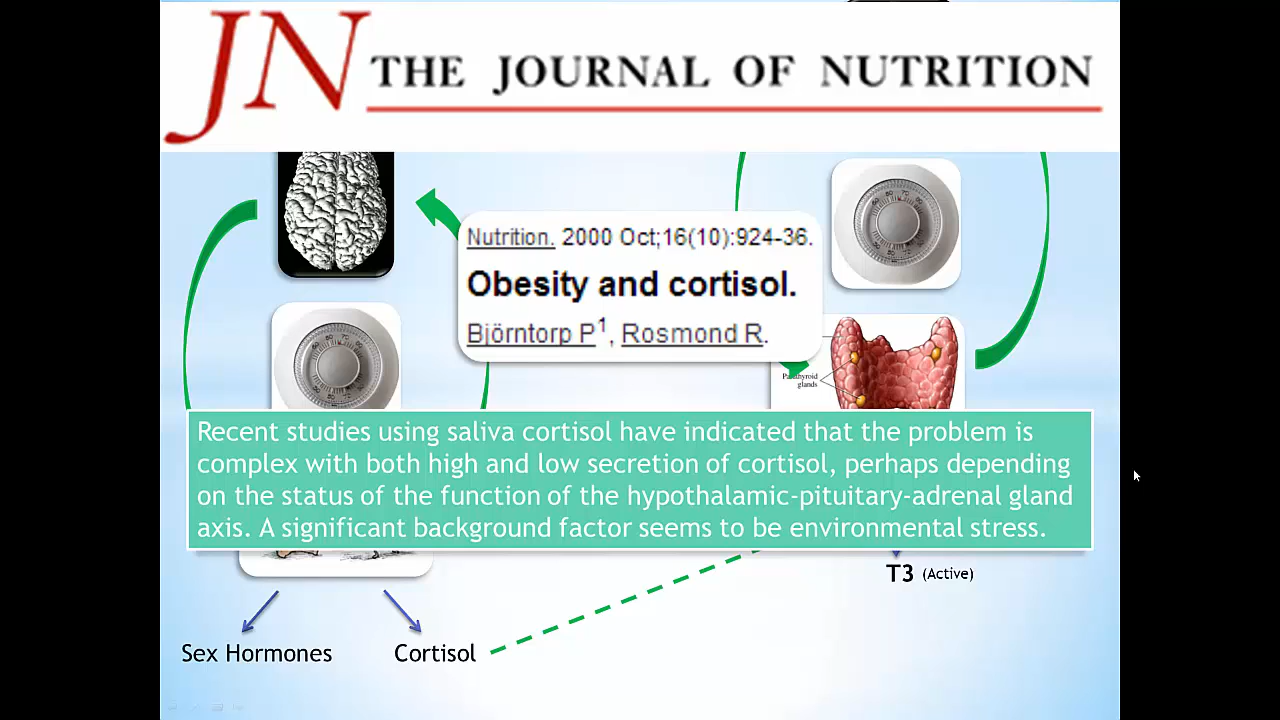 JN THE JOURNAL OF NUTRITION
Nutrition. 2000 Oct;16(10):924-36.
Obesity and cortisol.
Björntorp P1, Rosmond R.
glands
Recent studies using saliva cortisol have indicated that the problem is
complex with both high and low secretion of cortisol, perhaps depending
on the status of the function of the hypothalamic-pituitary-adrenal gland
axis. A significant background factor seems to be environmental stress.
T3 (Active)
Sex Hormones
Cortisol